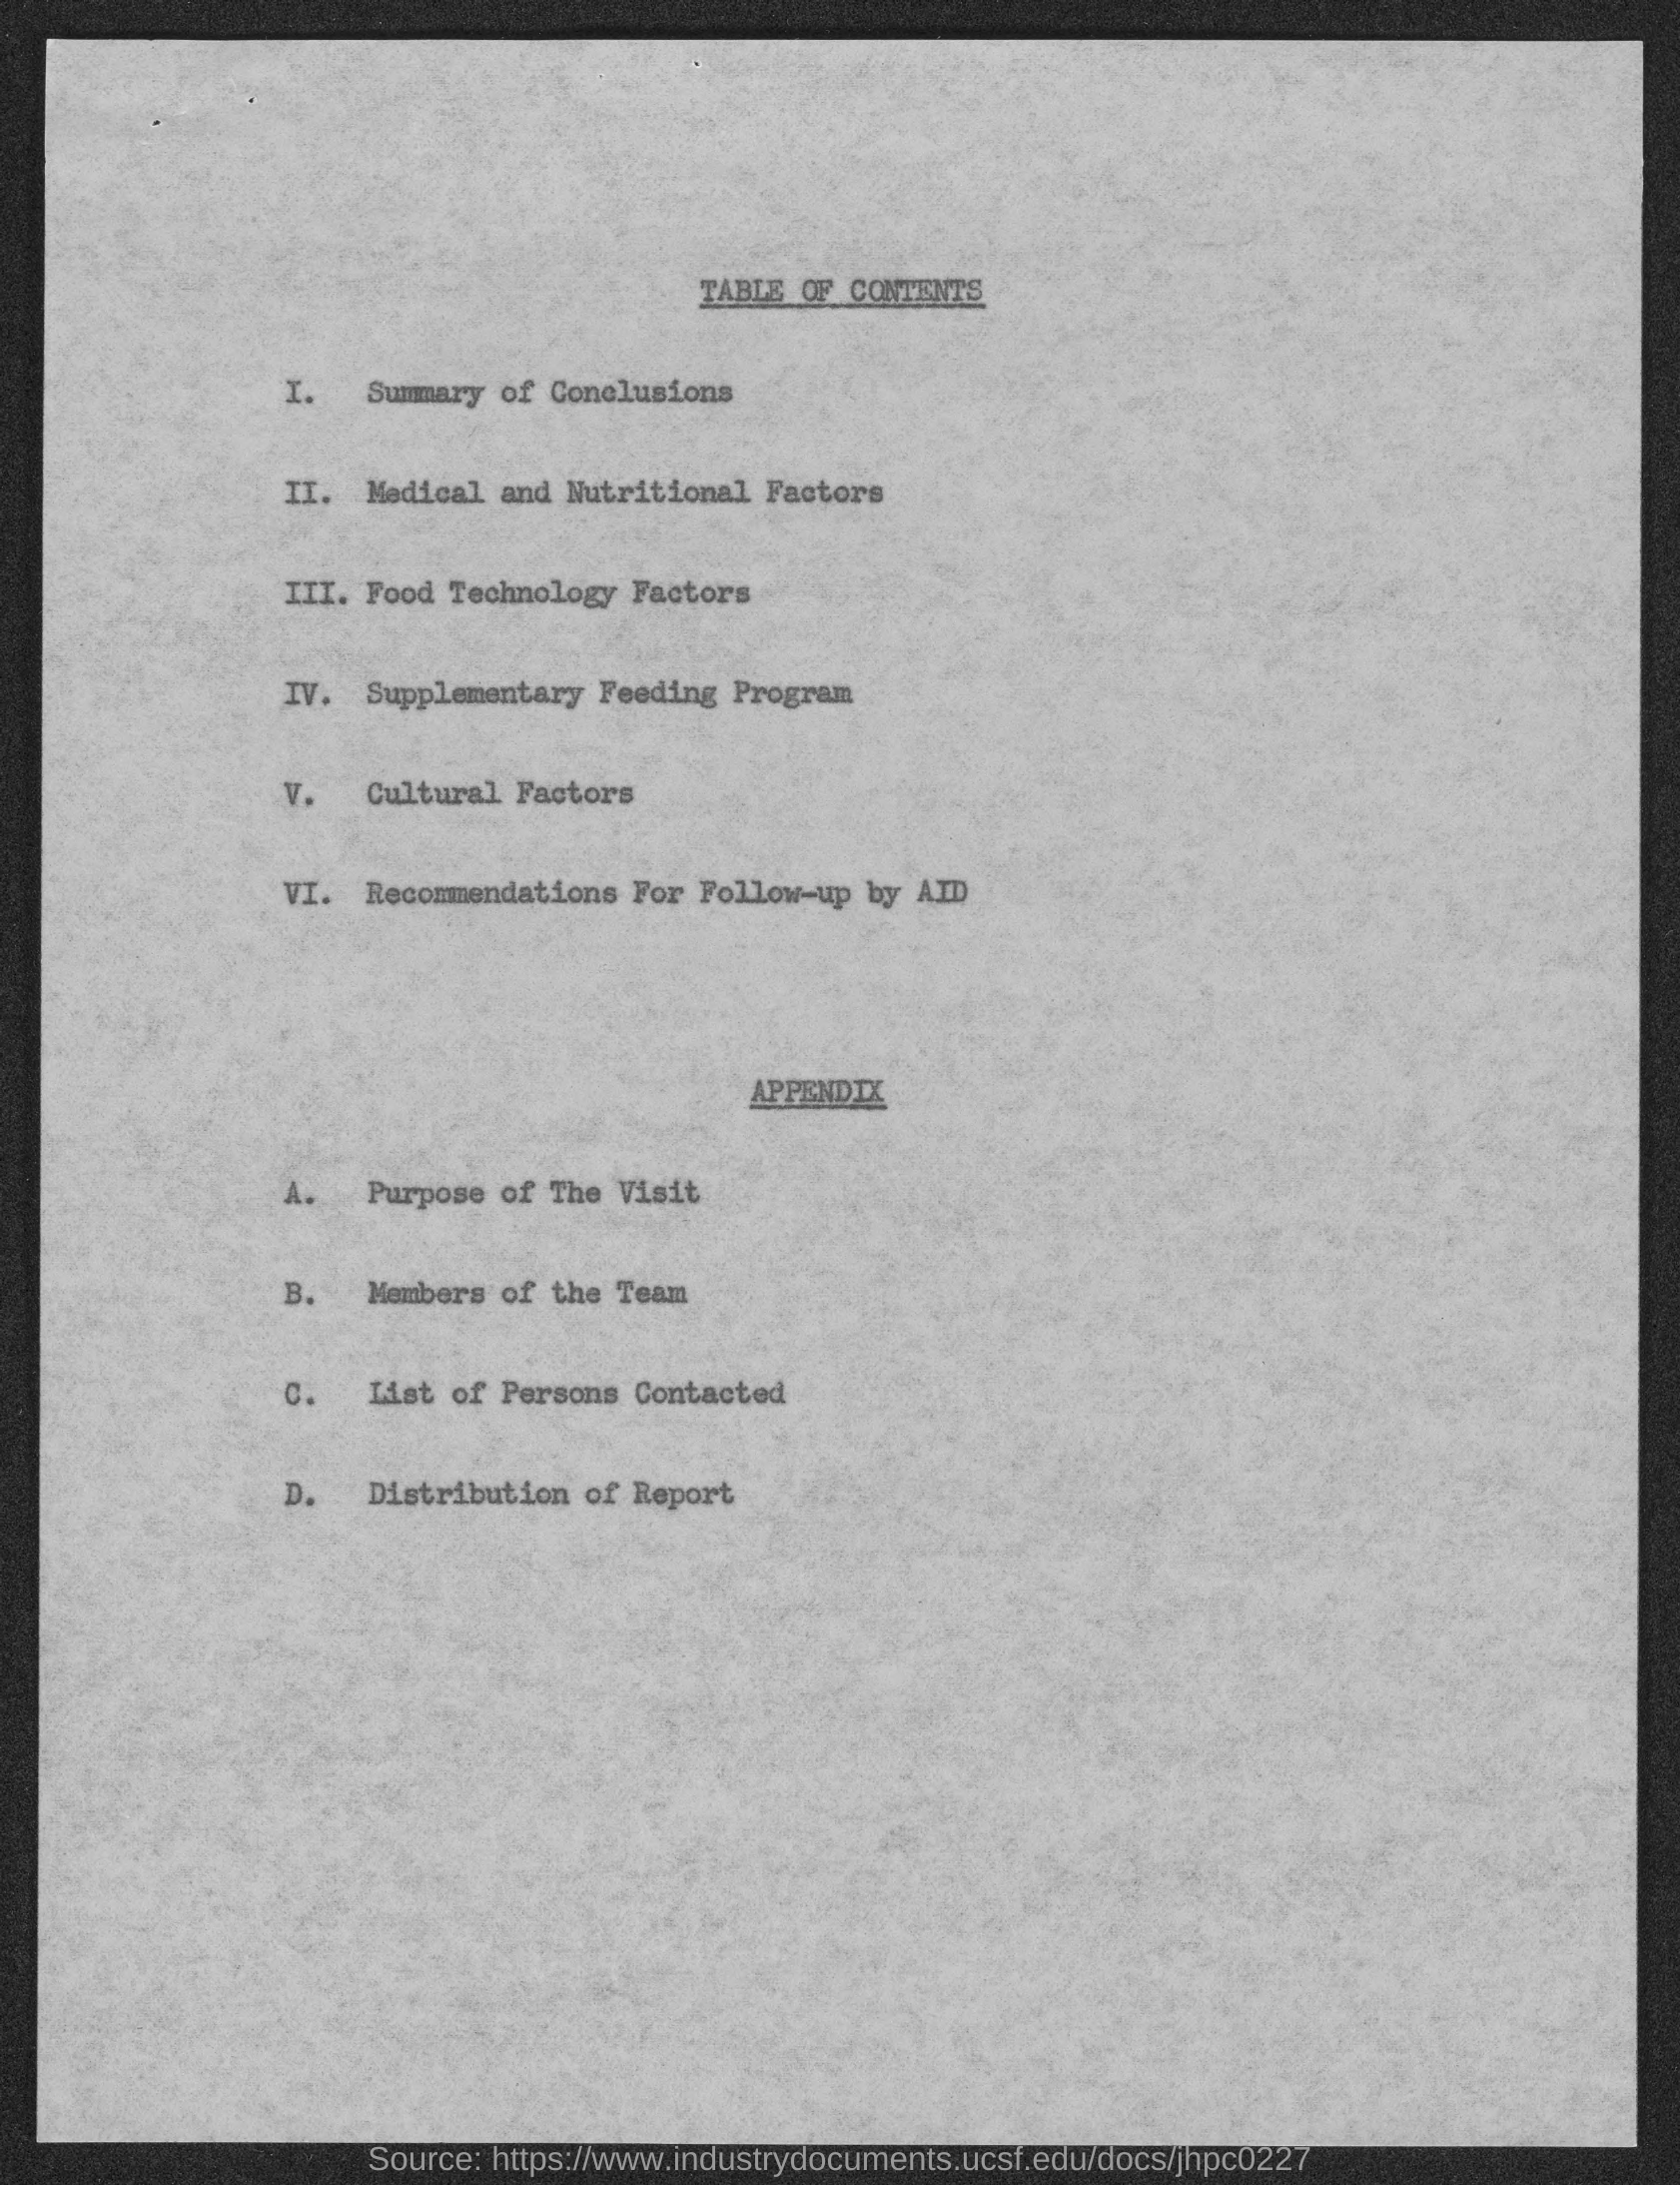 TABLE OF CONTENTS
I. Summary of Conclusions
II. Medical and Nutritional Factors
III. Food Technology Factors
IV. Supplementary Feeding Program
V. Cultural Factors
VI. Recommendations For Follow-up by AID
APPENDIX
A. Purpose of The Visit
B. Members of the Team
C. List of Persons Contacted
D. Distribution of Report
Source: https://www.industrydocuments.ucsf.edu/docs/jhpc0227